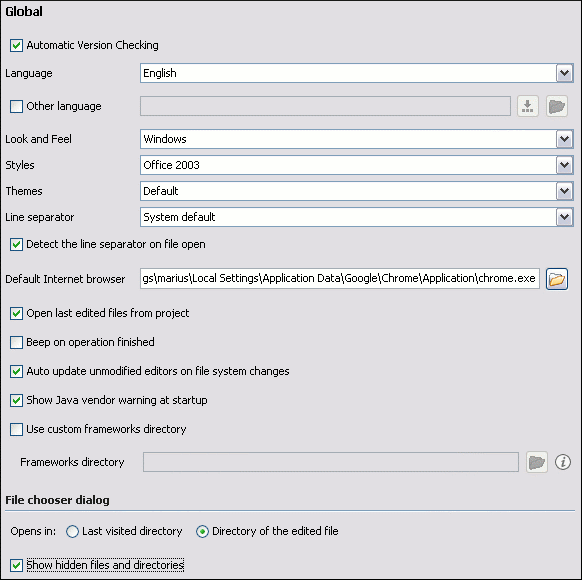 Global
Automatic Version Checking
Language English
Other language
Look and Feel Windows
Styles Office 2003
Themes Default
Line separator System default
Detect the line separator on file open
Default Internet browser gs\marius\Local Settings\Application Data\Google\Chrome\Application\chrome.exe
Open last edited files from project
Beep on operation finished
Auto update unmodified editors on file system changes
Show Java vendor warning at startup
Use custom frameworks directory
Frameworks directory
File chooser dialog
Opens in: Last visited directory Directory of the edited file
Show hidden files and directories